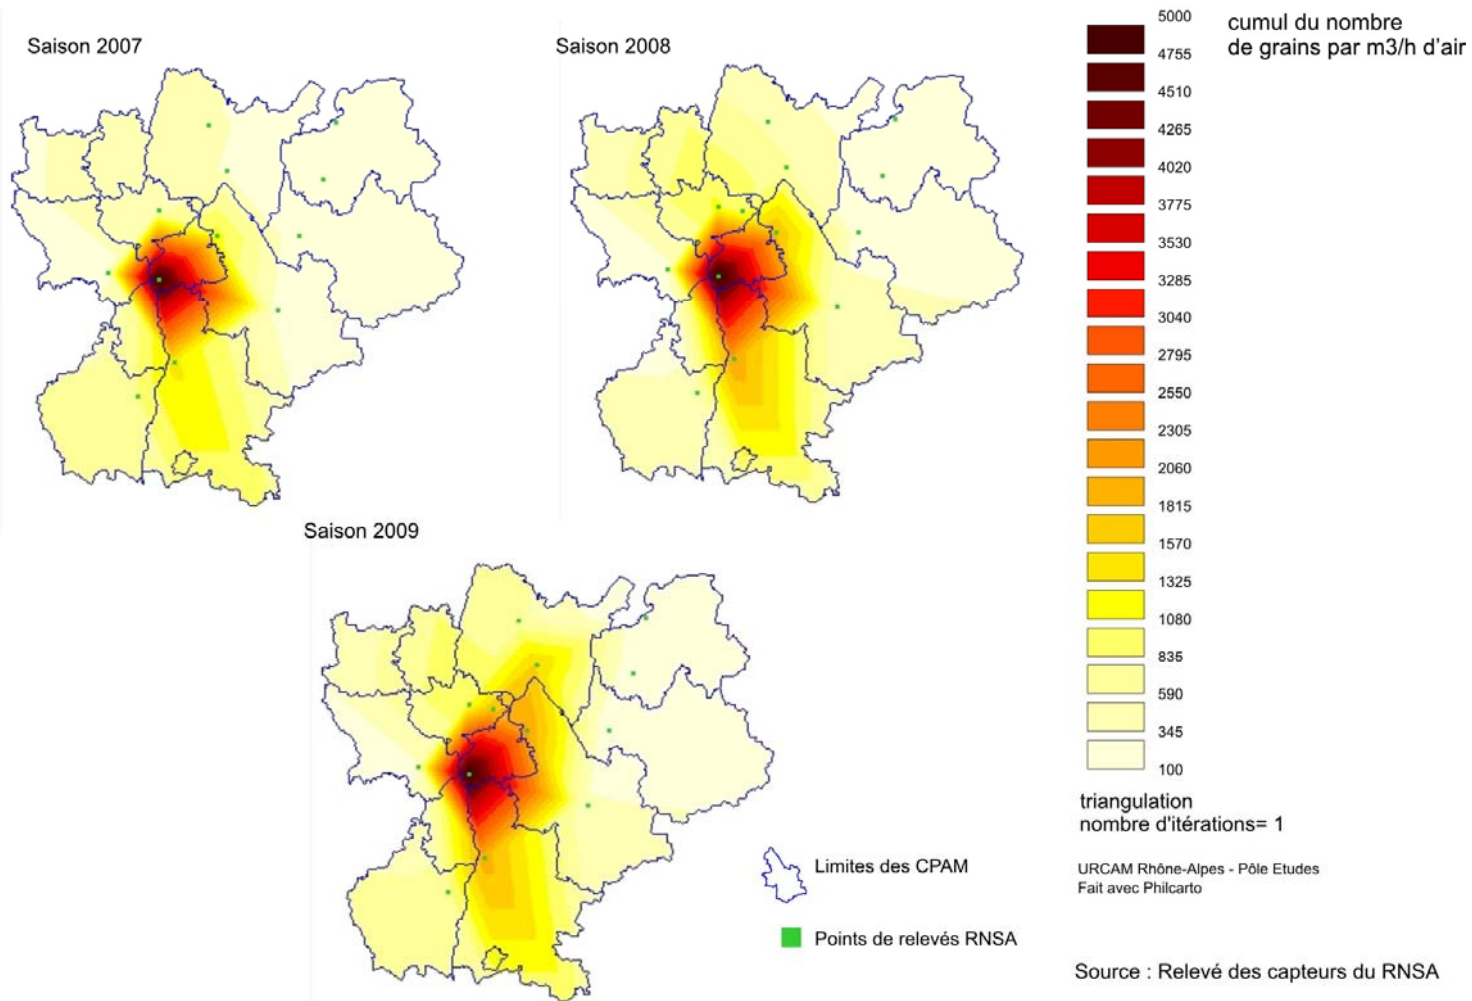 Saison 2007
Saison 2008
Saison 2009
Limites des CPAM
Points de relevés RNSA
cumul du nombre
de grains par m3/h d'air
5000
4755
4510
4265
4020
3775
3530
3285
3040
2795
2550
2305
2060
1815
1570
1325
1080
835
590
345
100
triangulation
nombre d'itérations= 1
URCAM Rhône-Alpes - Pôle Etudes
Fait avec Philcarto
Source : Relevé des capteurs du RNSA